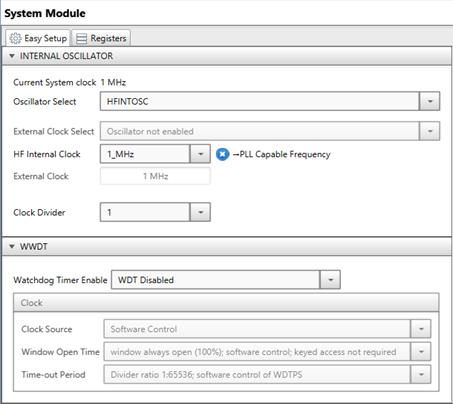 System Module
Easy Setup Registers
INTERNAL OSCILLATOR
Current System clock 1 MHz
Oscillator Select HFINTOSC
External Clock Select Oscillator not enabled
HF Internal Clock 1_MHz →PLL Capable Frequency
External Clock 1 MHz
Clock Divider 1
WWDT
Watchdog Timer Enable WDT Disabled
Clock
Clock Source Software Control
Window Open Time window always open (100%); software control; keyed access not required
Time-out Period Divider ratio 1:65536; software control of WDTPS